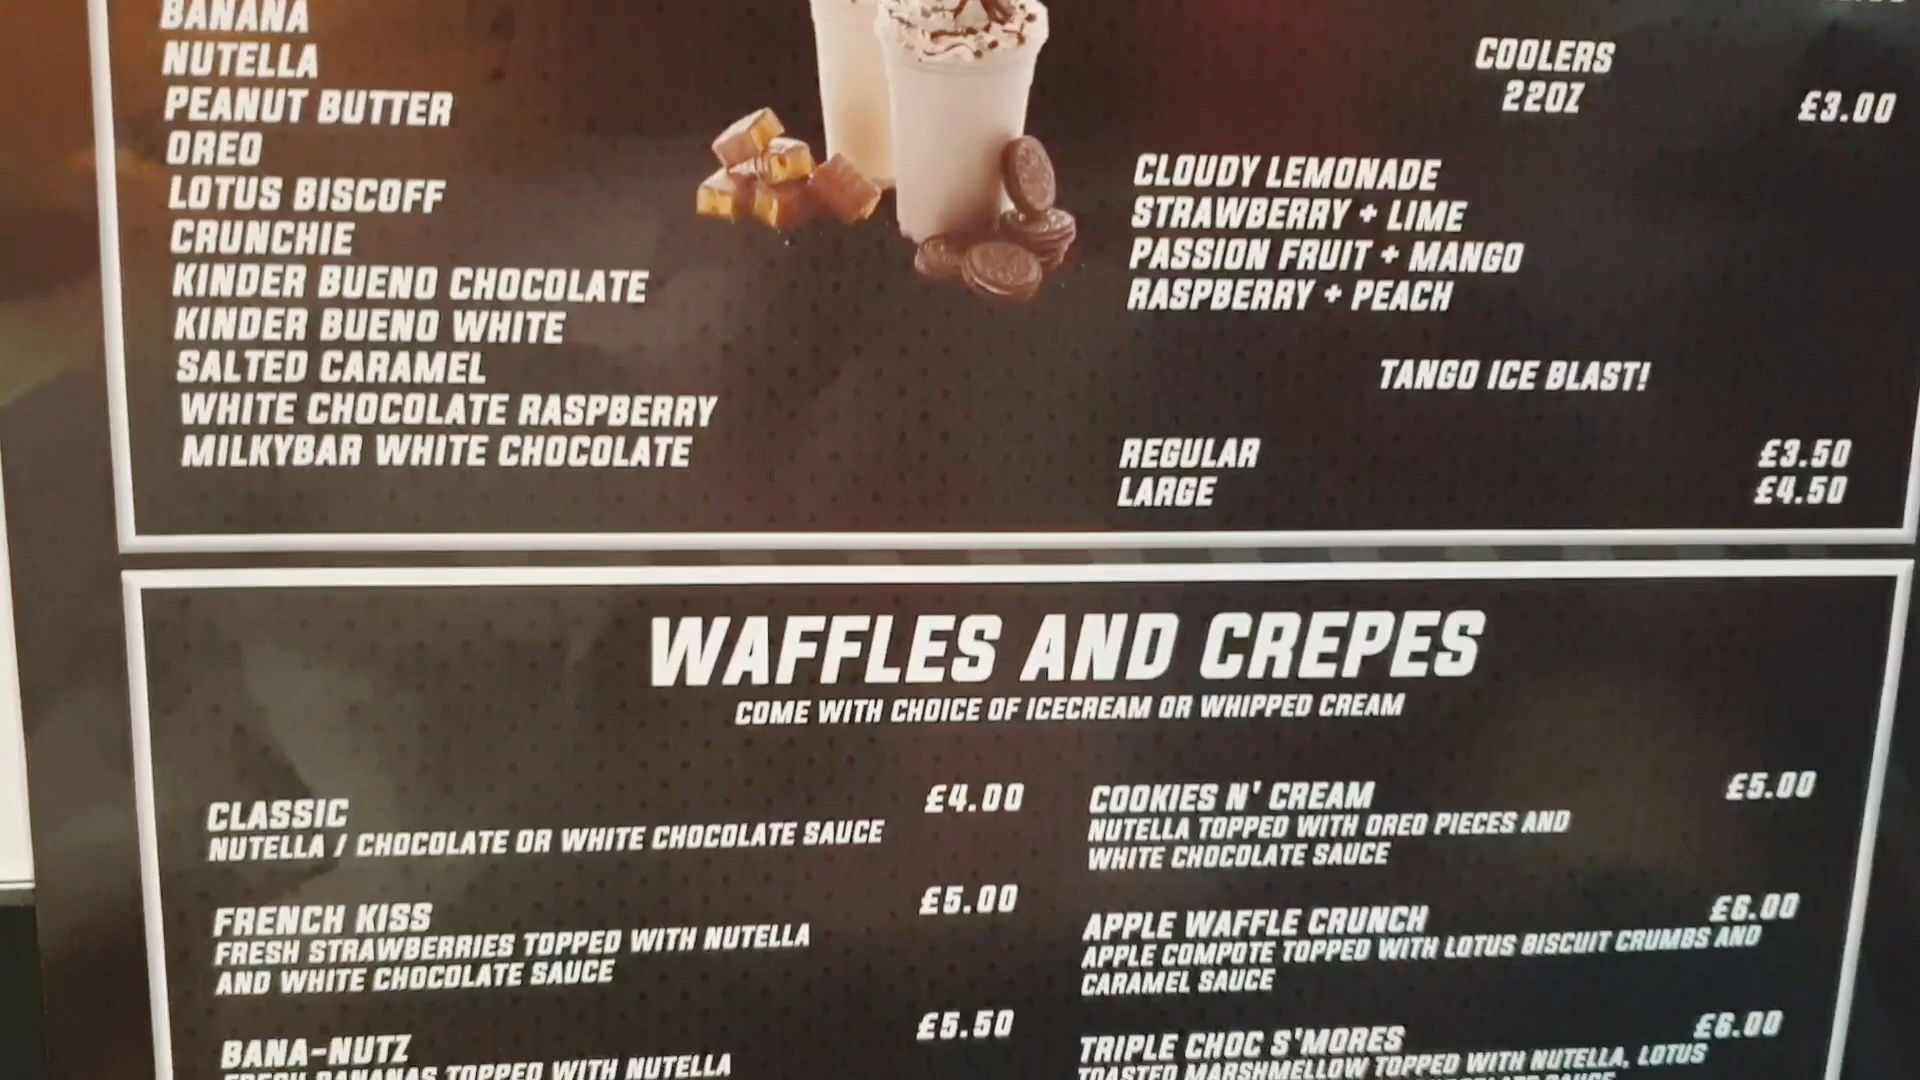 BANANA
NUTELLA
PEANUT BUTTER
OREO
LOTUS BISCOFF
CRUNCHIE
KINDER BUENO CHOCOLATE
KINDER BUENO WHITE
SALTED CARAMEL
WHITE CHOCOLATE RASPBERRY
MILKYBAR WHITE CHOCOLATE
COOLERS
22OZ £3.00
CLOUDY LEMONADE
STRAWBERRY + LIME
PASSION FRUIT + MANGO
RASPBERRY + PEACH
TANGO ICE BLAST!
REGULAR £3.50
LARGE £4.50
WAFFLES AND CREPES
COME WITH CHOICE OF ICECREAM OR WHIPPED CREAM
CLASSIC £4.00
NUTELLA / CHOCOLATE OR WHITE CHOCOLATE SAUCE
FRENCH KISS £5.00
FRESH STRAWBERRIES TOPPED WITH NUTELLA
AND WHITE CHOCOLATE SAUCE
BANA-NUTZ £5.50
FRESH BANANAS TOPPED WITH NUTELLA
COOKIES N' CREAM £5.00
NUTELLA TOPPED WITH OREO PIECES AND
WHITE CHOCOLATE SAUCE
APPLE WAFFLE CRUNCH £6.00
APPLE COMPOTE TOPPED WITH LOTUS BISCUIT CRUMBS AND
CARAMEL SAUCE
TRIPLE CHOC S'MORES £6.00
TOASTED MARSHMELLOW TOPPED WITH NUTELLA, LOTUS